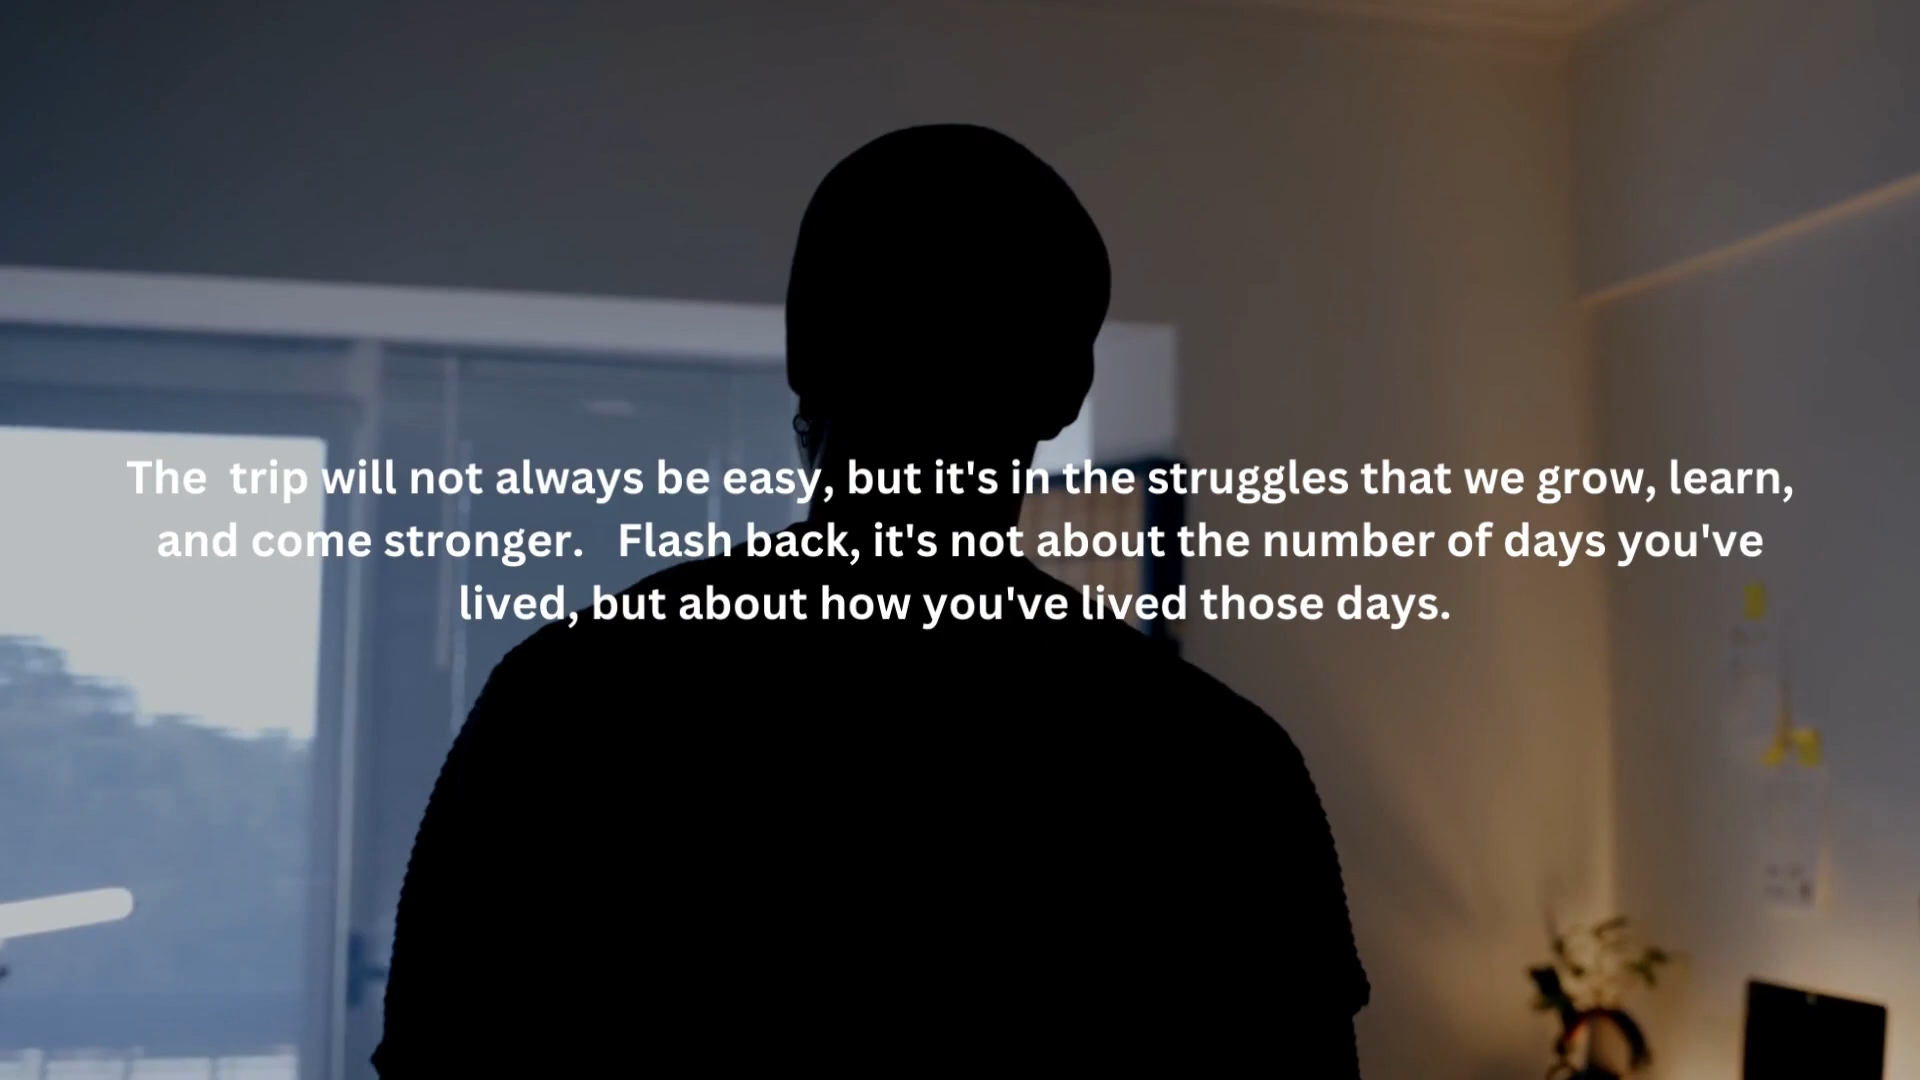 The  trip will not always be easy, but it's in the struggles that we grow, learn,
and come stronger.   Flash back, it's not about the number of days you've
lived, but about how you've lived those days.